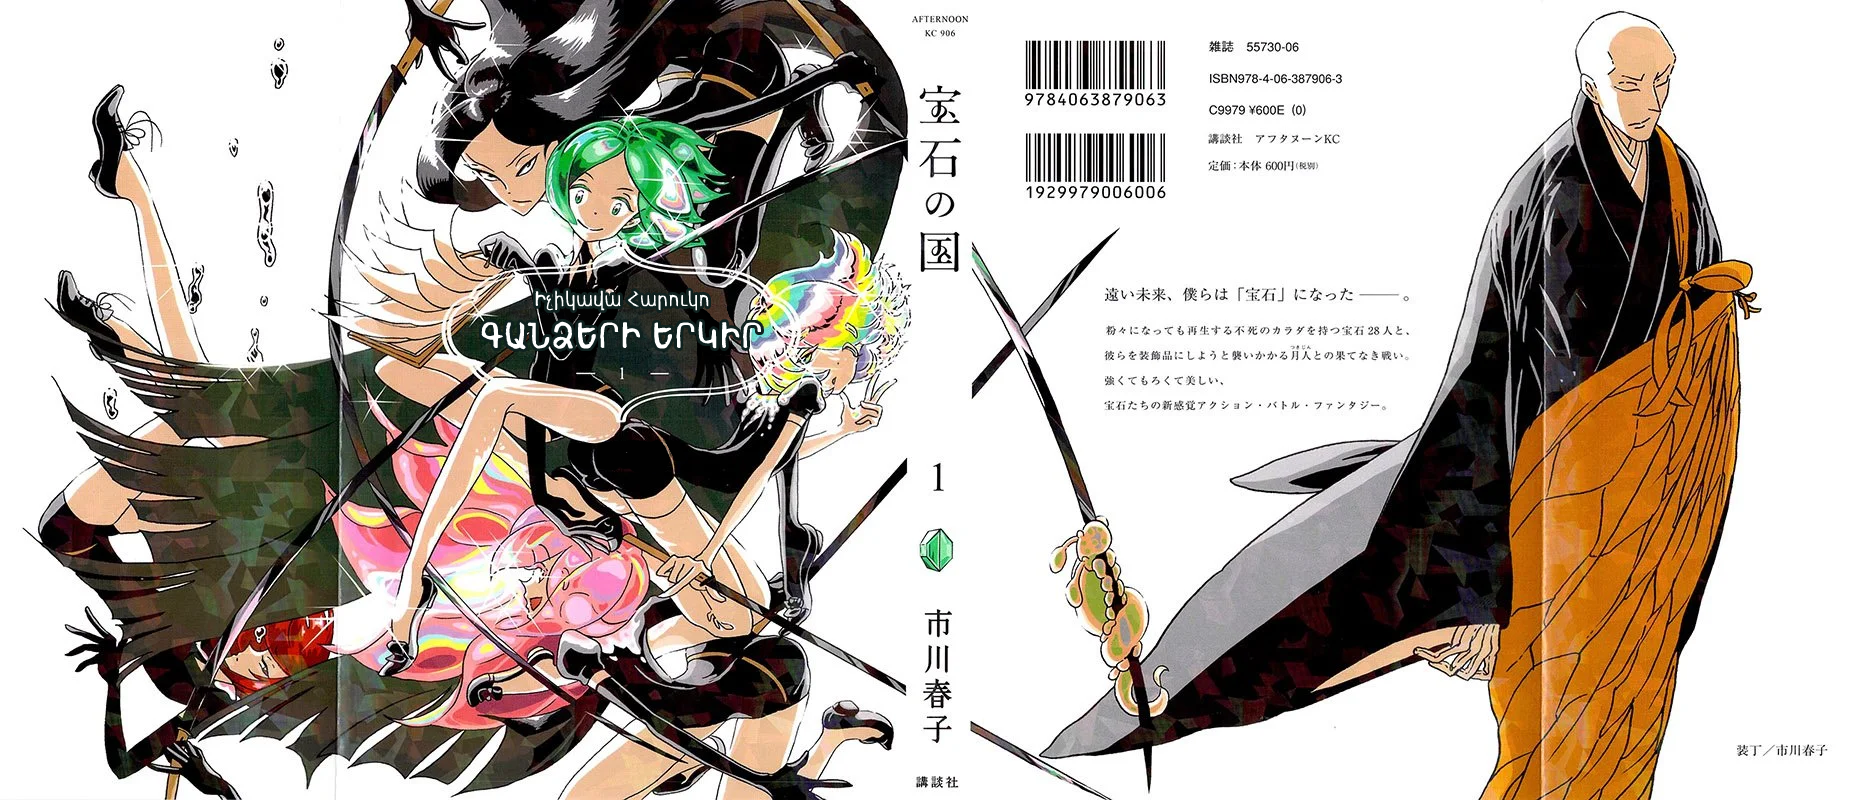 Իչիկավա Հարուկո
ԳԱՆՁԵՐԻ ԵՐԿԻՐ
— 1 —
AFTERNOON
KC 906
宝石の国
1
市川春子
講談社
9784063879063
1929979006006
雑誌 55730-06
ISBN978-4-06-387906-3
C9979 ¥600E (0)
講談社 アフタヌーンKC
定価:本体 600円(税別)
遠い未来、僕らは「宝石」になった ——。
粉々になっても再生する不死のカラダを持つ宝石 28人と、
つきじん
彼らを装飾品にしようと襲いかかる月人との果てなき戦い。
強くてもろくて美しい、
宝石たちの新感覚アクション・バトル・ファンタジー。
装丁/市川春子